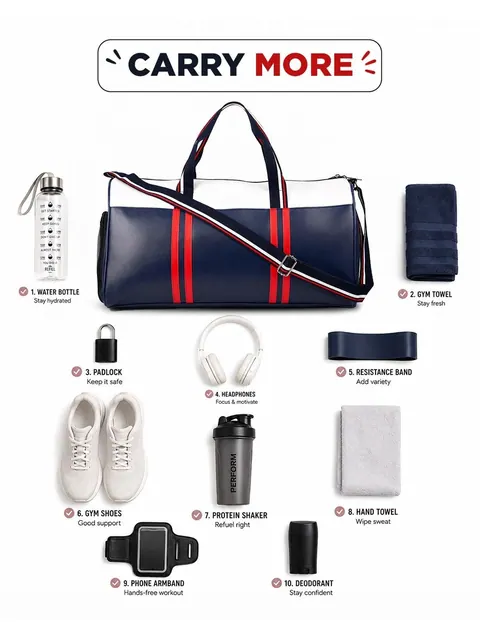 CARRY MORE
1. WATER BOTTLE
Stay hydrated
2. GYM TOWEL
Stay fresh
3. PADLOCK
Keep it safe
4. HEADPHONES
Focus & motivate
5. RESISTANCE BAND
Add variety
6. GYM SHOES
Good support
PERFORM
7. PROTEIN SHAKER
Refuel right
8. HAND TOWEL
Wipe sweat
9. PHONE ARMBAND
Hands-free workout
10. DEODORANT
Stay confident